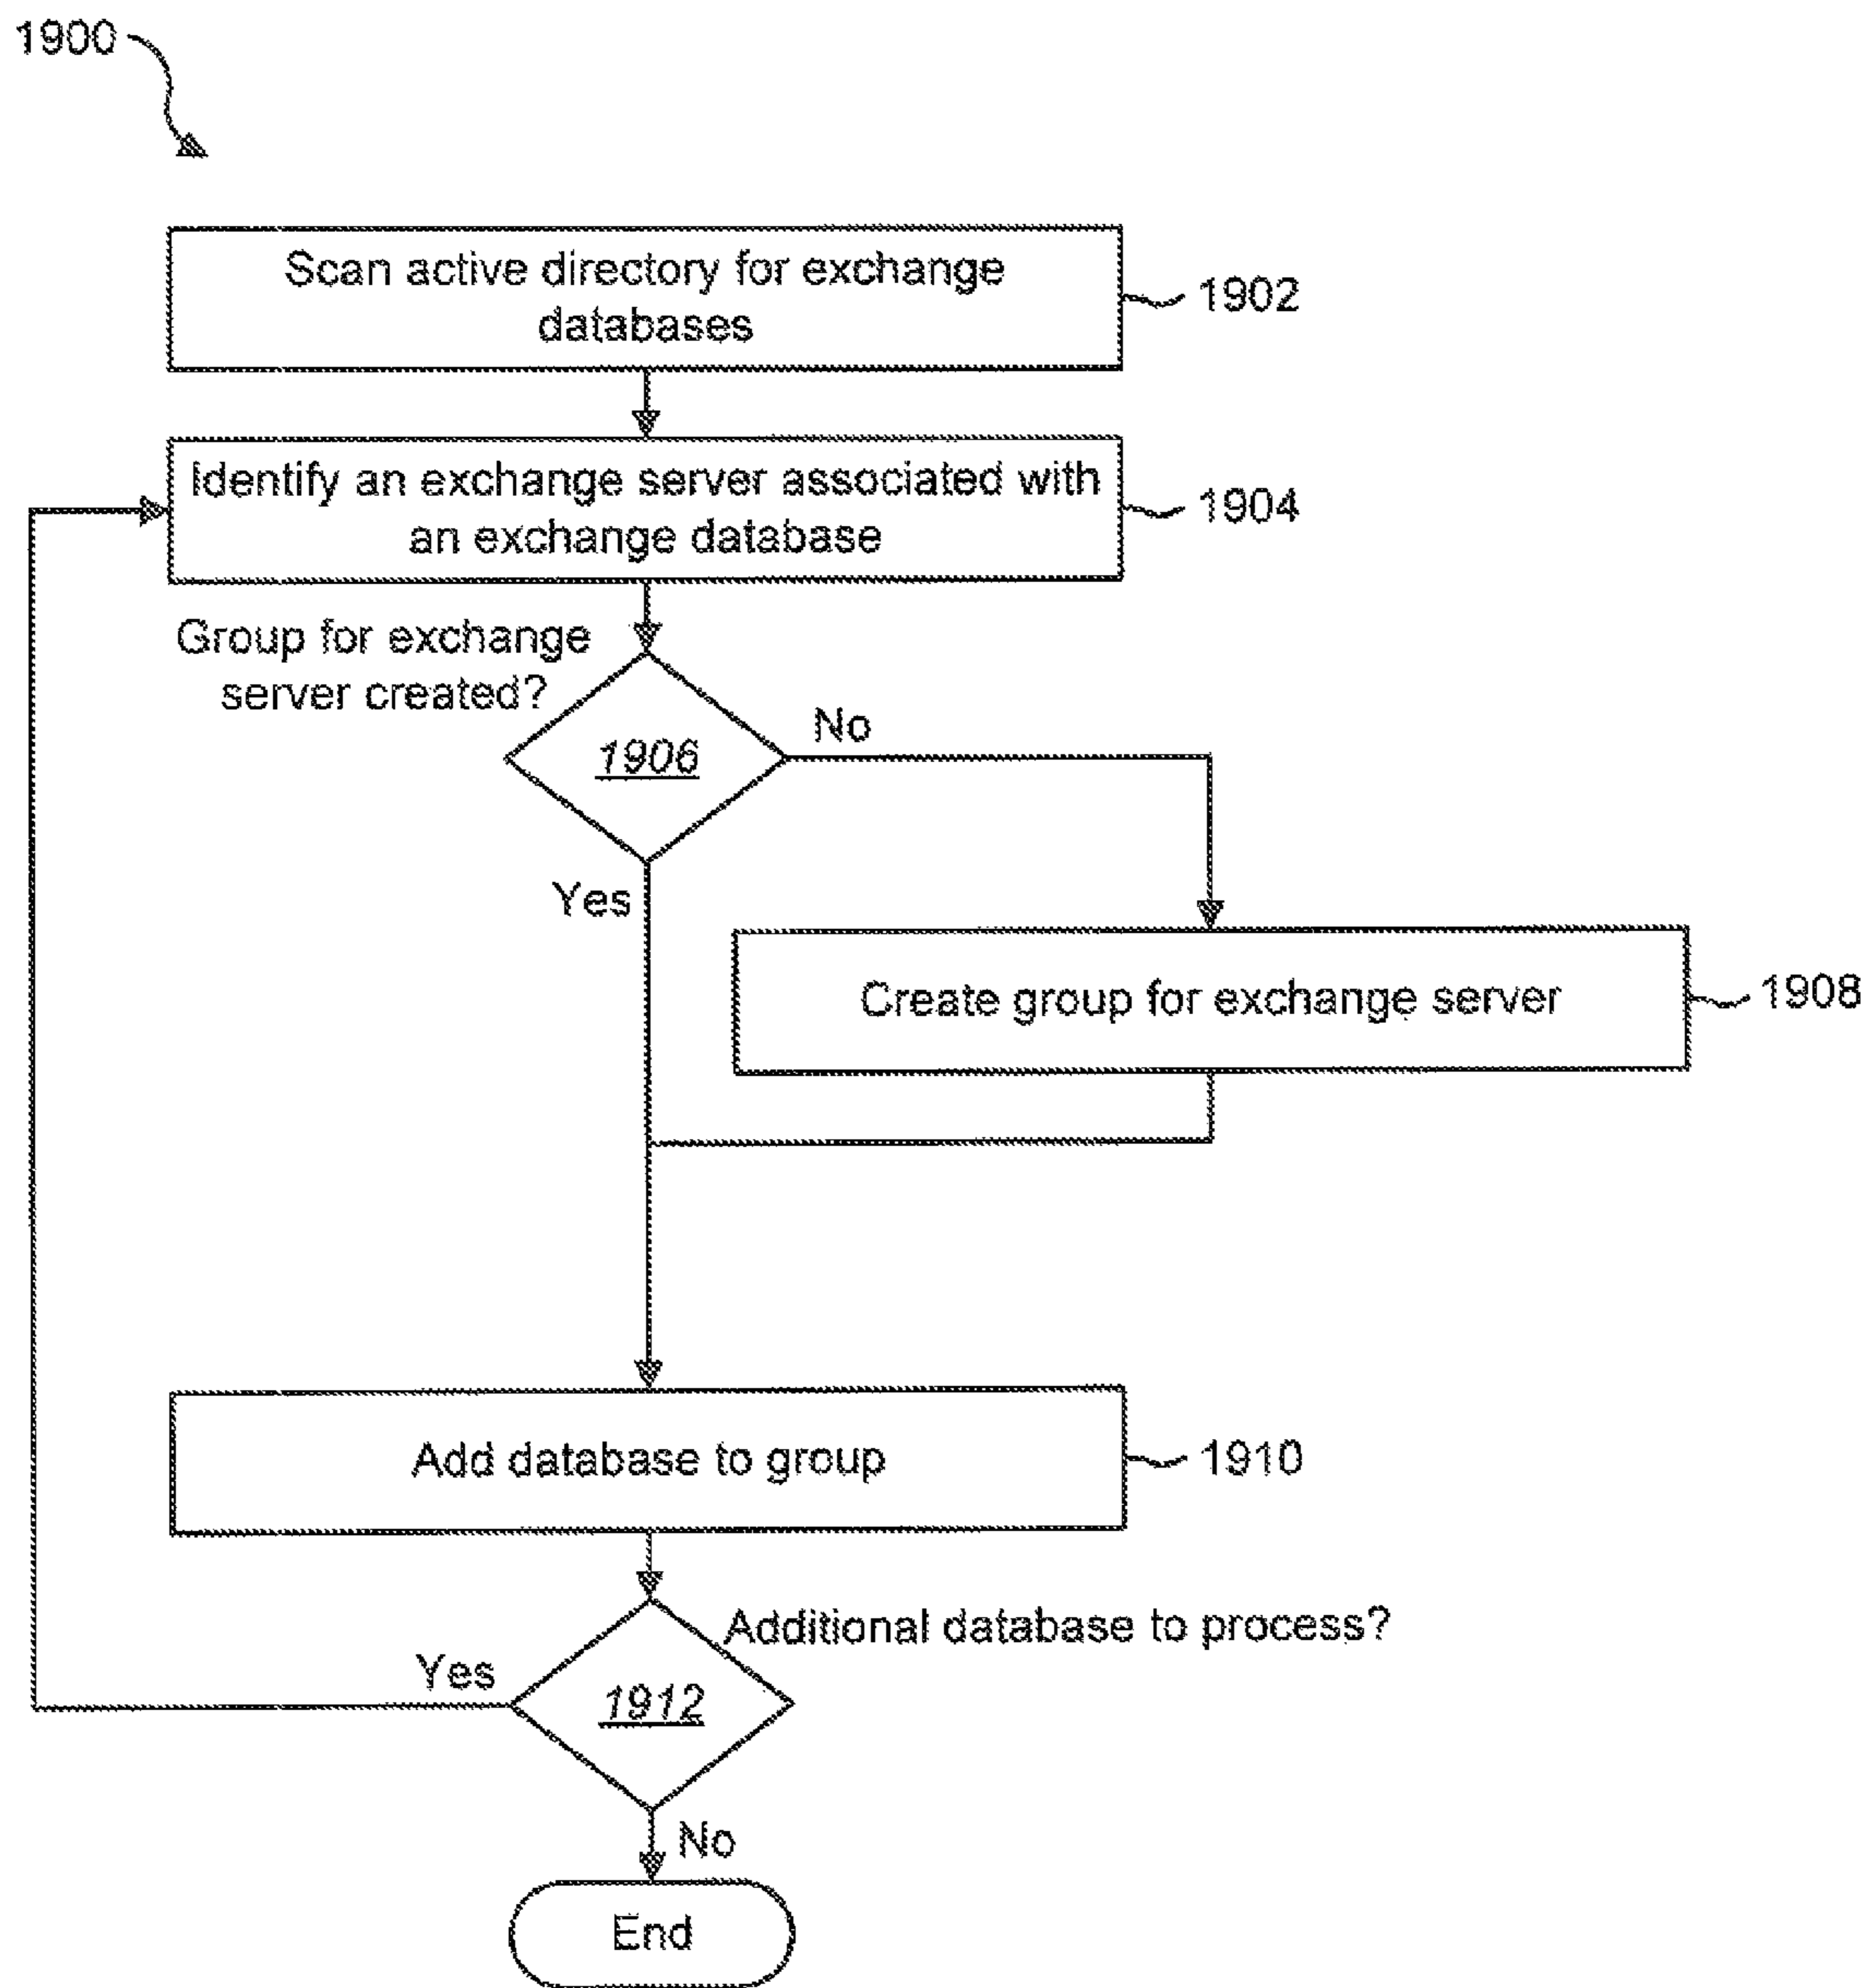 1900
Scan active directory for exchange
databases
1902
Identify an exchange server associated with
an exchange database
1904
Group for exchange
server created?
1906
No
Yes
Create group for exchange server
1908
Add database to group
1910
Additional database to process?
Yes
1912
No
End